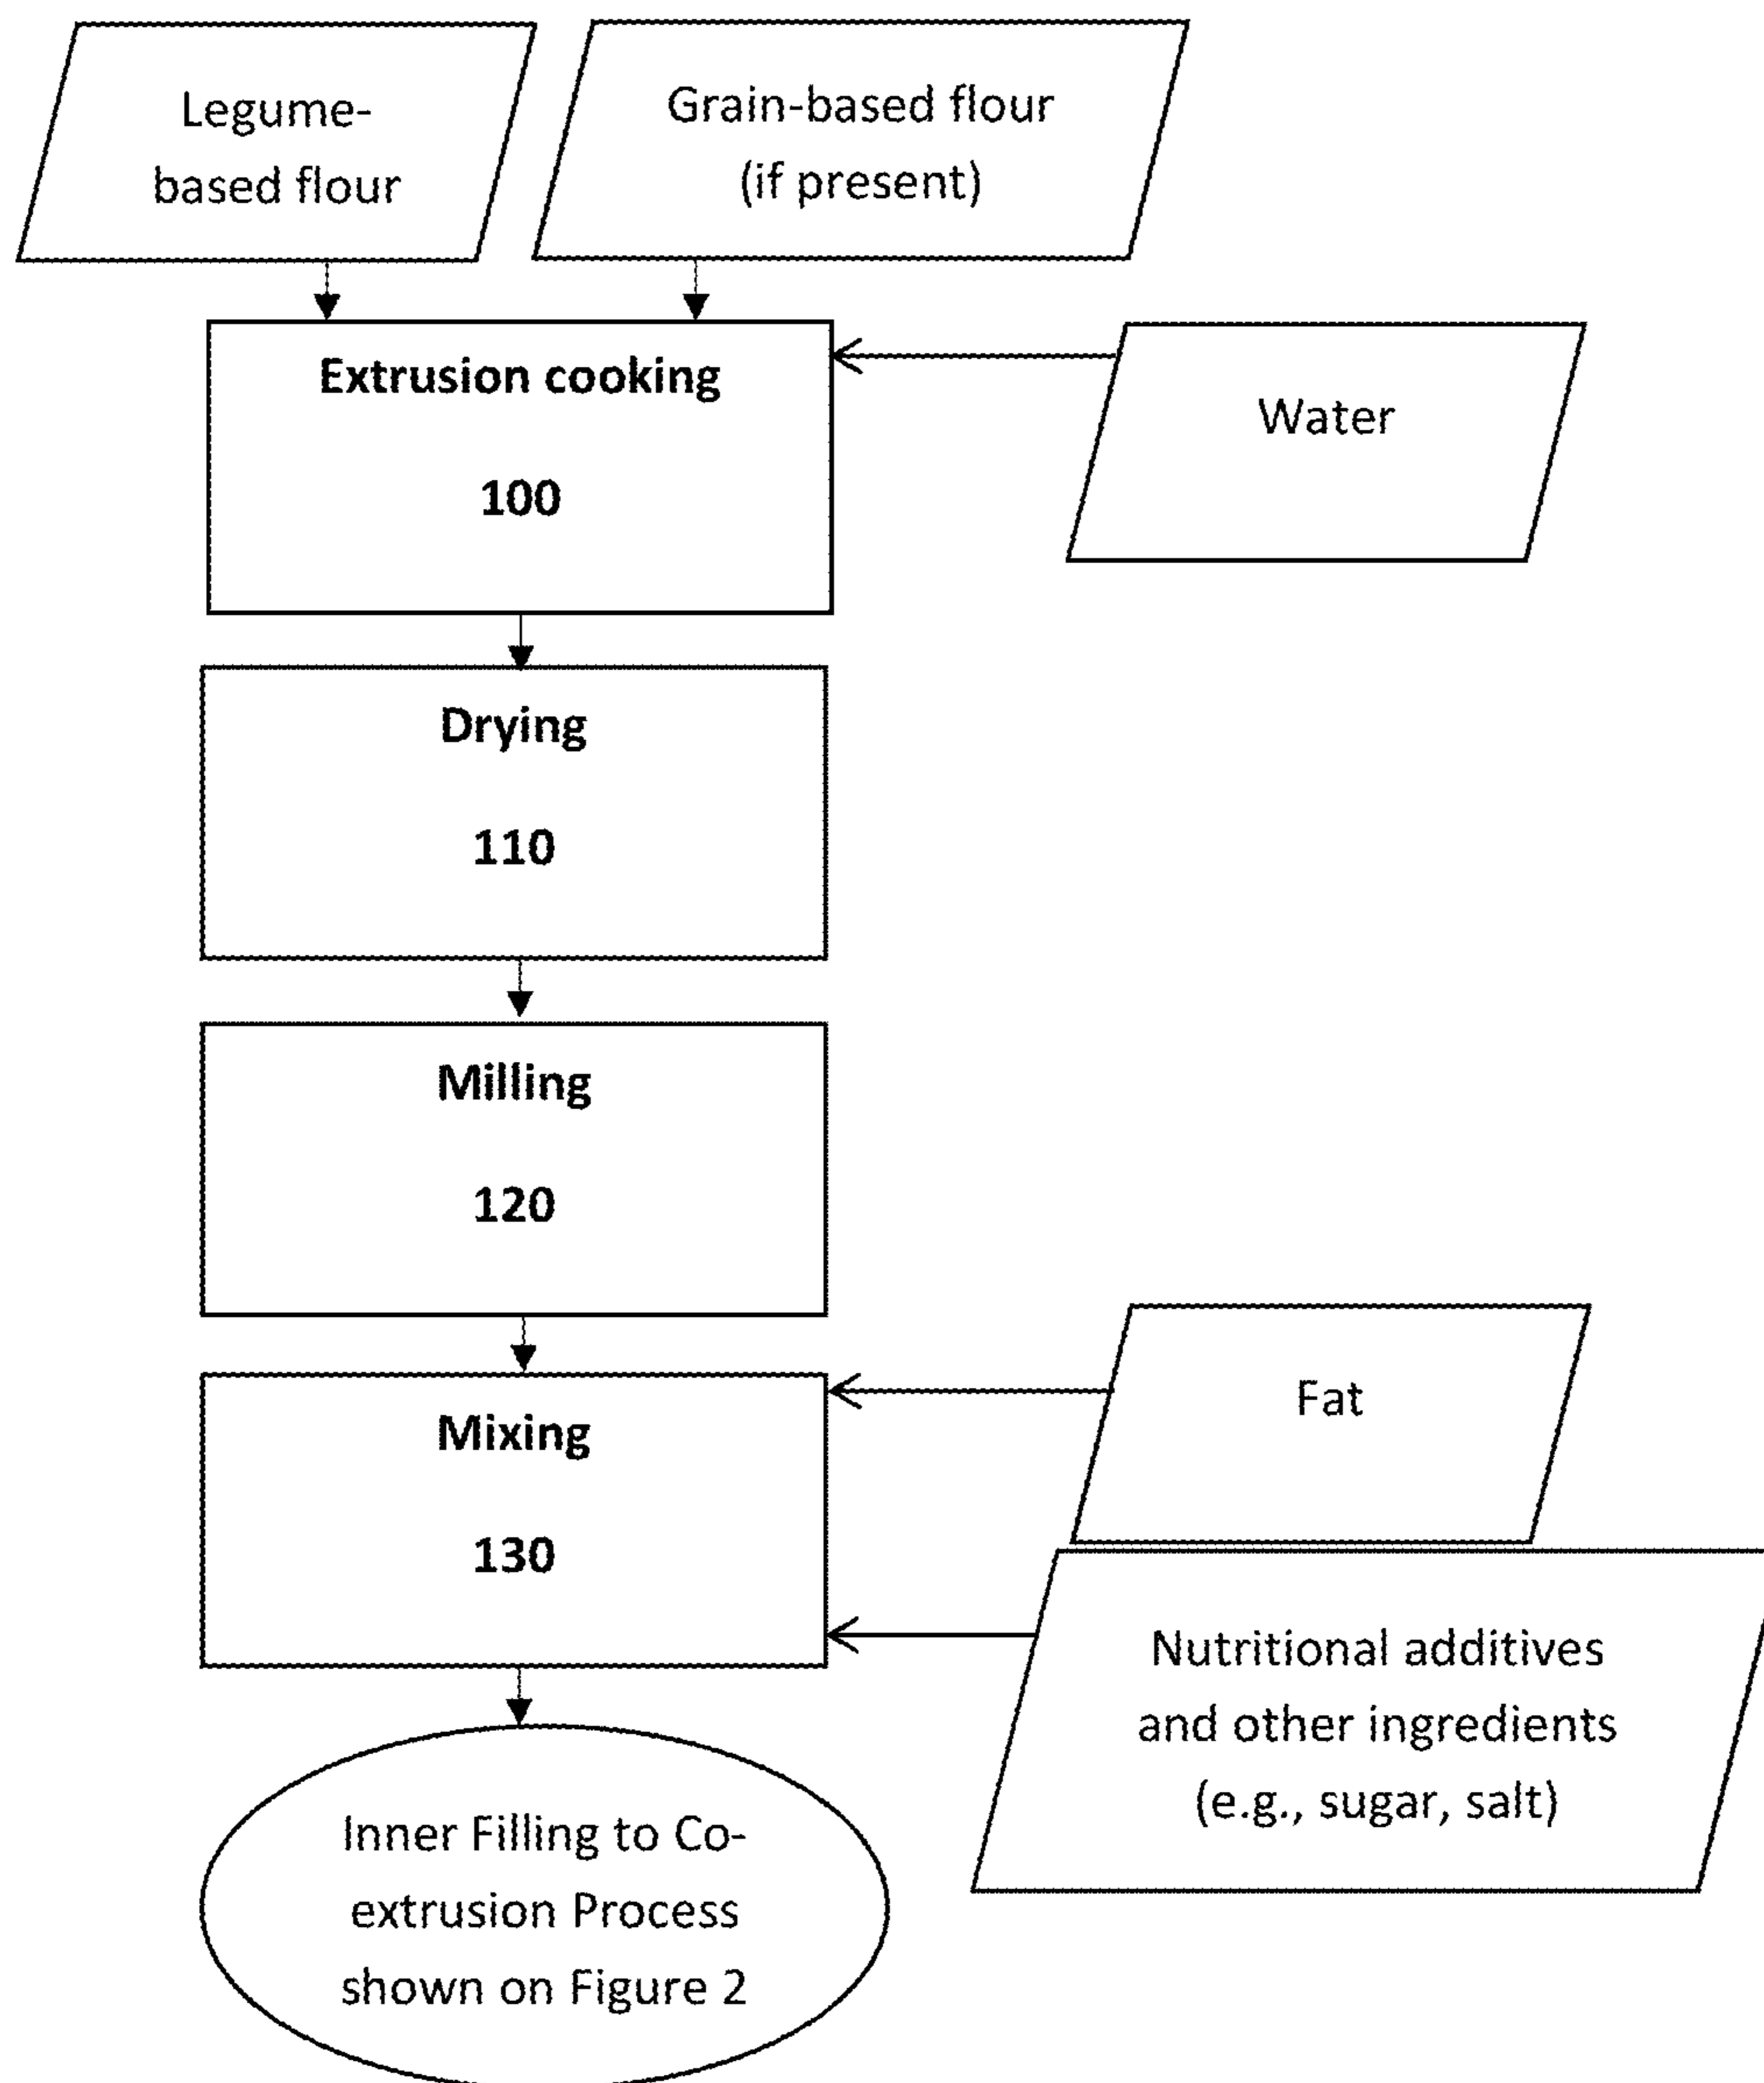 Legume-
based flour
Grain-based flour
(if present)
Extrusion cooking
100
Water
Drying
110
Milling
120
Mixing
130
Fat
Nutritional additives
and other ingredients
(e.g., sugar, salt)
Inner Filling to Co-
extrusion Process
shown on Figure 2